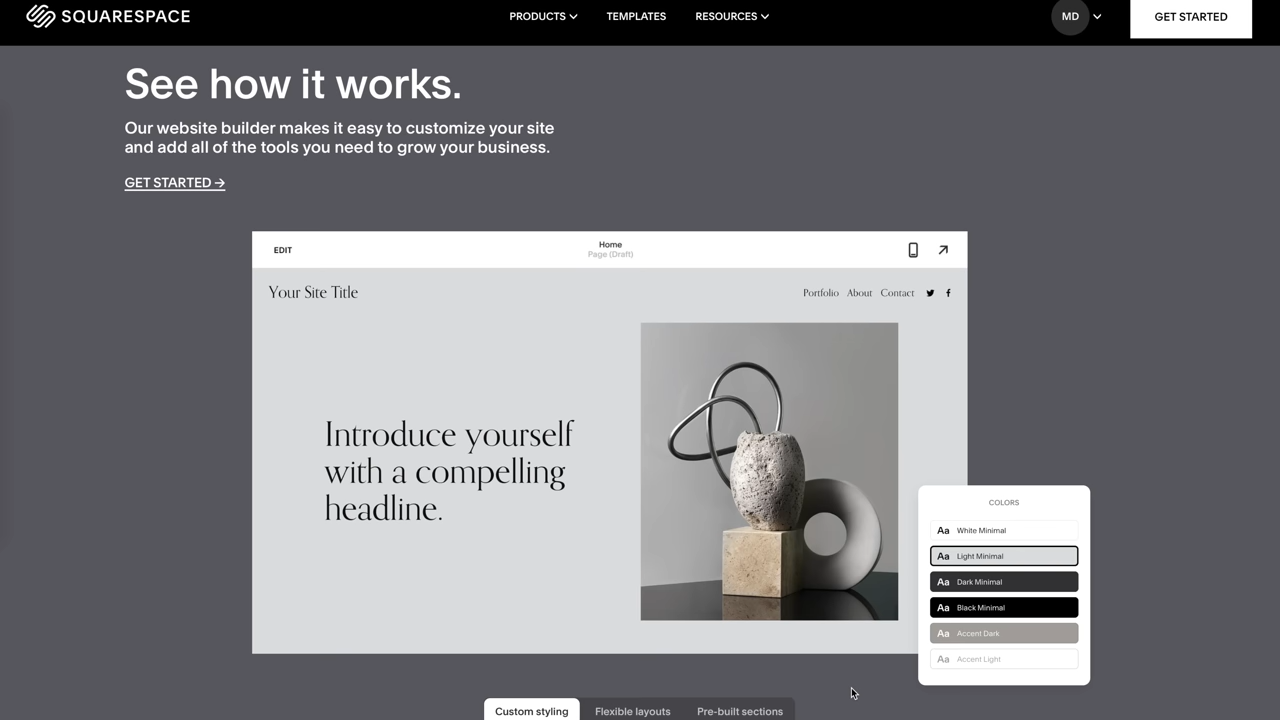 SQUARESPACE
PRODUCTS TEMPLATES RESOURCES MD GET STARTED
See how it works.
Our website builder makes it easy to customize your site
and add all of the tools you need to grow your business.
GET STARTED →
EDIT
Home
Page (Draft)
Your Site Title
Portfolio About Contact
Introduce yourself
with a compelling
headline.
COLORS
Aa White Minimal
Aa Light Minimal
Aa Dark Minimal
Aa Black Minimal
Aa Accent Dark
Aa Accent Light
Custom styling Flexible layouts Pre-built sections